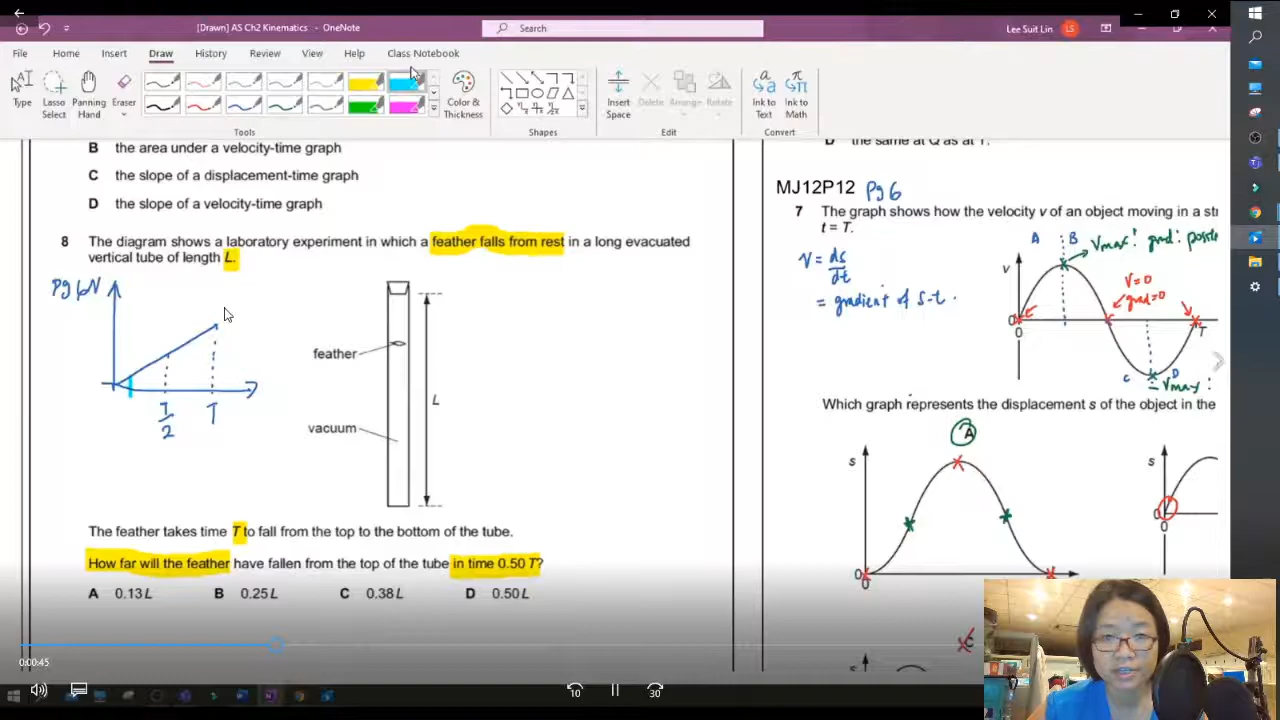 [Drawn] AS Ch2 Kinematics - OneNote
Search
Lee Suit Lin
LS
File Home Insert Draw History Review View Help Class Notebook
Type
Lasso Select
Panning Hand
Eraser
Color & Thickness
Insert Space
Delete
Arrange
Rotate
Ink to Text
Ink to Math
Tools
Shapes
Edit
Convert
B the area under a velocity-time graph
C the slope of a displacement-time graph
D the slope of a velocity-time graph
8 The diagram shows a laboratory experiment in which a feather falls from rest in a long evacuated
vertical tube of length L.
Pg 6
V
T/2
T
feather
L
vacuum
The feather takes time T to fall from the top to the bottom of the tube.
How far will the feather have fallen from the top of the tube in time 0.50 T?
A 0.13 L B 0.25 L C 0.38 L D 0.50 L
D the same at Q as at T.
MJ12P12 Pg 6
7 The graph shows how the velocity v of an object moving in a str
t = T.
V = ds/dt
= gradient of s-t.
A B
Vmax! grad:
v
V=0
grad=0
0
0
T
C D
Vmax:
Which graph represents the displacement s of the object in the
A
s
0
0
s
0
0
C
s
0:00:45
10
30